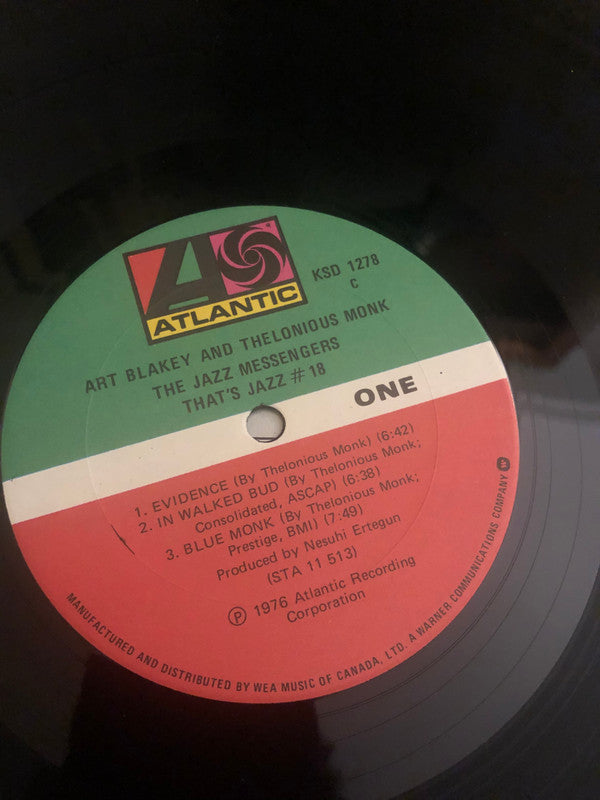 A
ATLANTIC
KSD 1278
C
ART BLAKEY AND THELONIOUS MONK
THE JAZZ MESSENGERS
THAT'S JAZZ # 18
ONE
1. EVIDENCE (By Thelonious Monk) (6:42)
2. IN WALKED BUD (By Thelonious Monk;
Consolidated, ASCAP) (6:38)
3. BLUE MONK (By Thelonious Monk;
Prestige, BMI) (7:49)
Produced by Nesuhi Ertegun
(STA 11 513)
Ⓟ 1976 Atlantic Recording
Corporation
MANUFACTURED AND DISTRIBUTED BY WEA MUSIC OF CANADA, LTD. A WARNER COMMUNICATIONS COMPANY